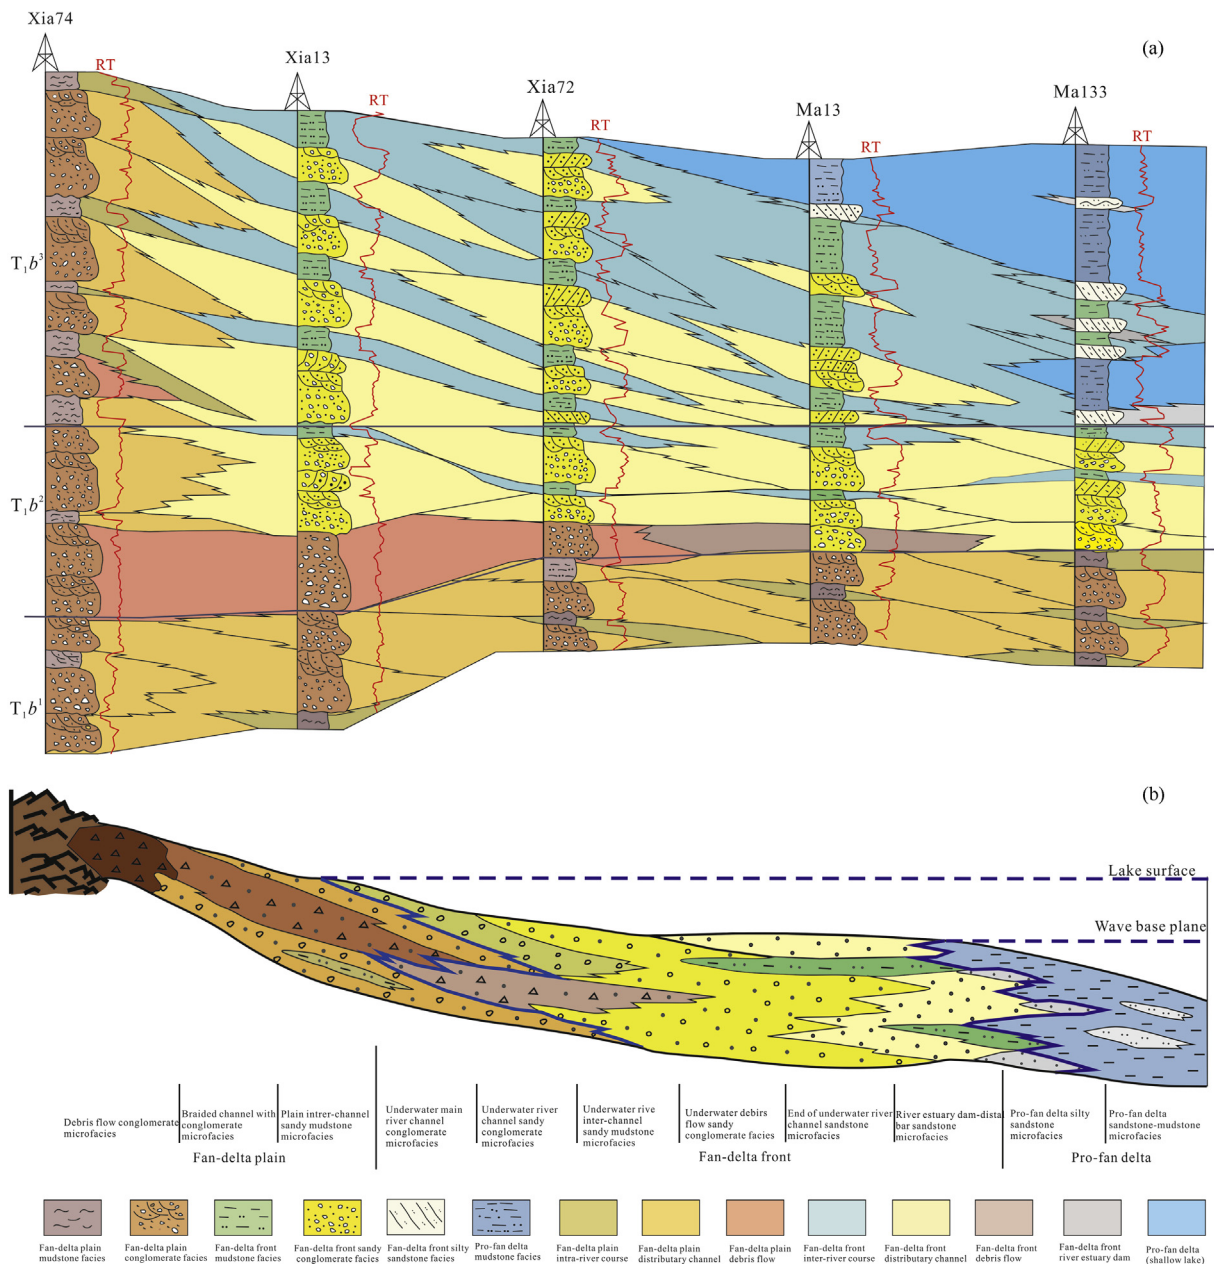 Xia74
(a)
Xia13
Xia72
Ma133
Ma13
RT
RT
RT
RT
RT
T₁b³
T₁b²
T₁b¹
(b)
Lake surface
Wave base plane
Debris flow conglomerate
microfacies
Braided channel with
conglomerate
microfacies
Plain intrer-channel
sandy mudstone
microfacies
Underwater main
river channel
conglomerate
microfacies
Underwater river
channel sandy
conglomerate
microfacies
Underwater rive
inter-channel
sandy mudstone
microfacies
Underwater debirs
flow sandy
conglomerate facies
End of underwater river
channel sandstone
microfacies
River estuary dam-distal
bar sandstone
microfacies
Pro-fan delta silty
sandstone
microfacies
Pro-fan delta
sandstone-mudstone
microfacies
Fan-delta plain
Fan-delta front
Pro-fan delta
Fan-delta plain
mudstone facies
Fan-delta plain
conglomerate facies
Fan-delta front
mudstone facies
Fan-delta front sandy
conglomerate facies
Fan-delta front silty
sandstone facies
Pro-fan delta
mudstone facies
Fan-delta plain
intra-river course
Fan-delta plain
distributary channel
Fan-delta plain
debris flow
Fan-delta front
inter-river course
Fan-delta front
distributary channel
Fan-delta front
debris flow
Fan-delta front
river estuary dam
Pro-fan delta
(shallow lake)